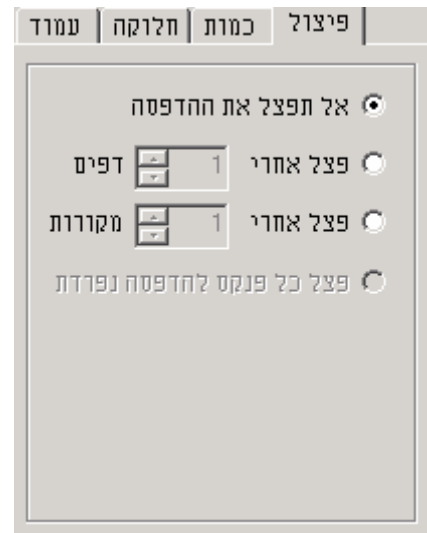 פיצול כמות חלוקה עמוד
אל תפצל את ההדפסה
פצל אחרי 1 דפים
פצל אחרי 1 מקורות
פצל כל פנקס להדפסה נפרדת